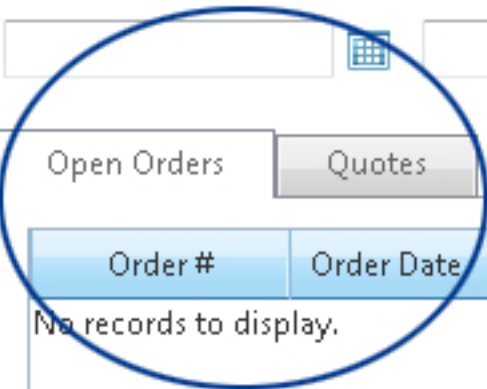 Open Orders Quotes
Order # Order Date
No records to display.